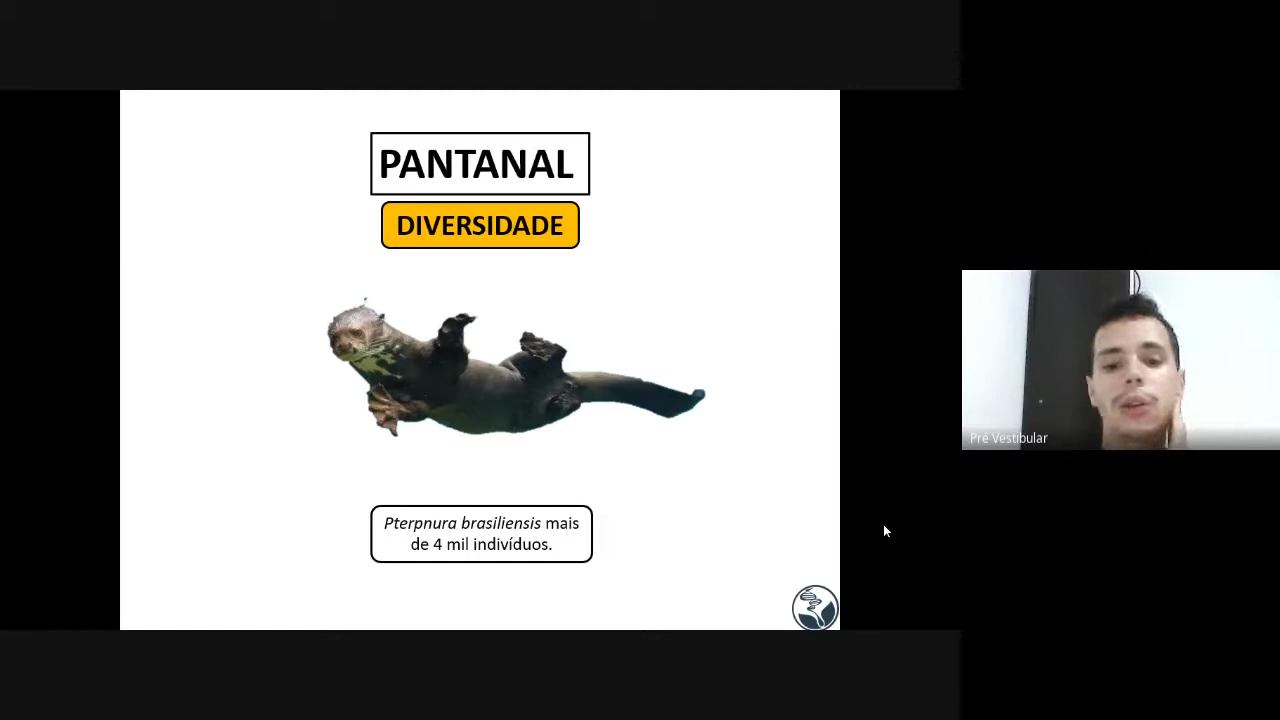 PANTANAL
DIVERSIDADE
Pterpnura brasiliensis mais
de 4 mil indivíduos.
Pré Vestibular